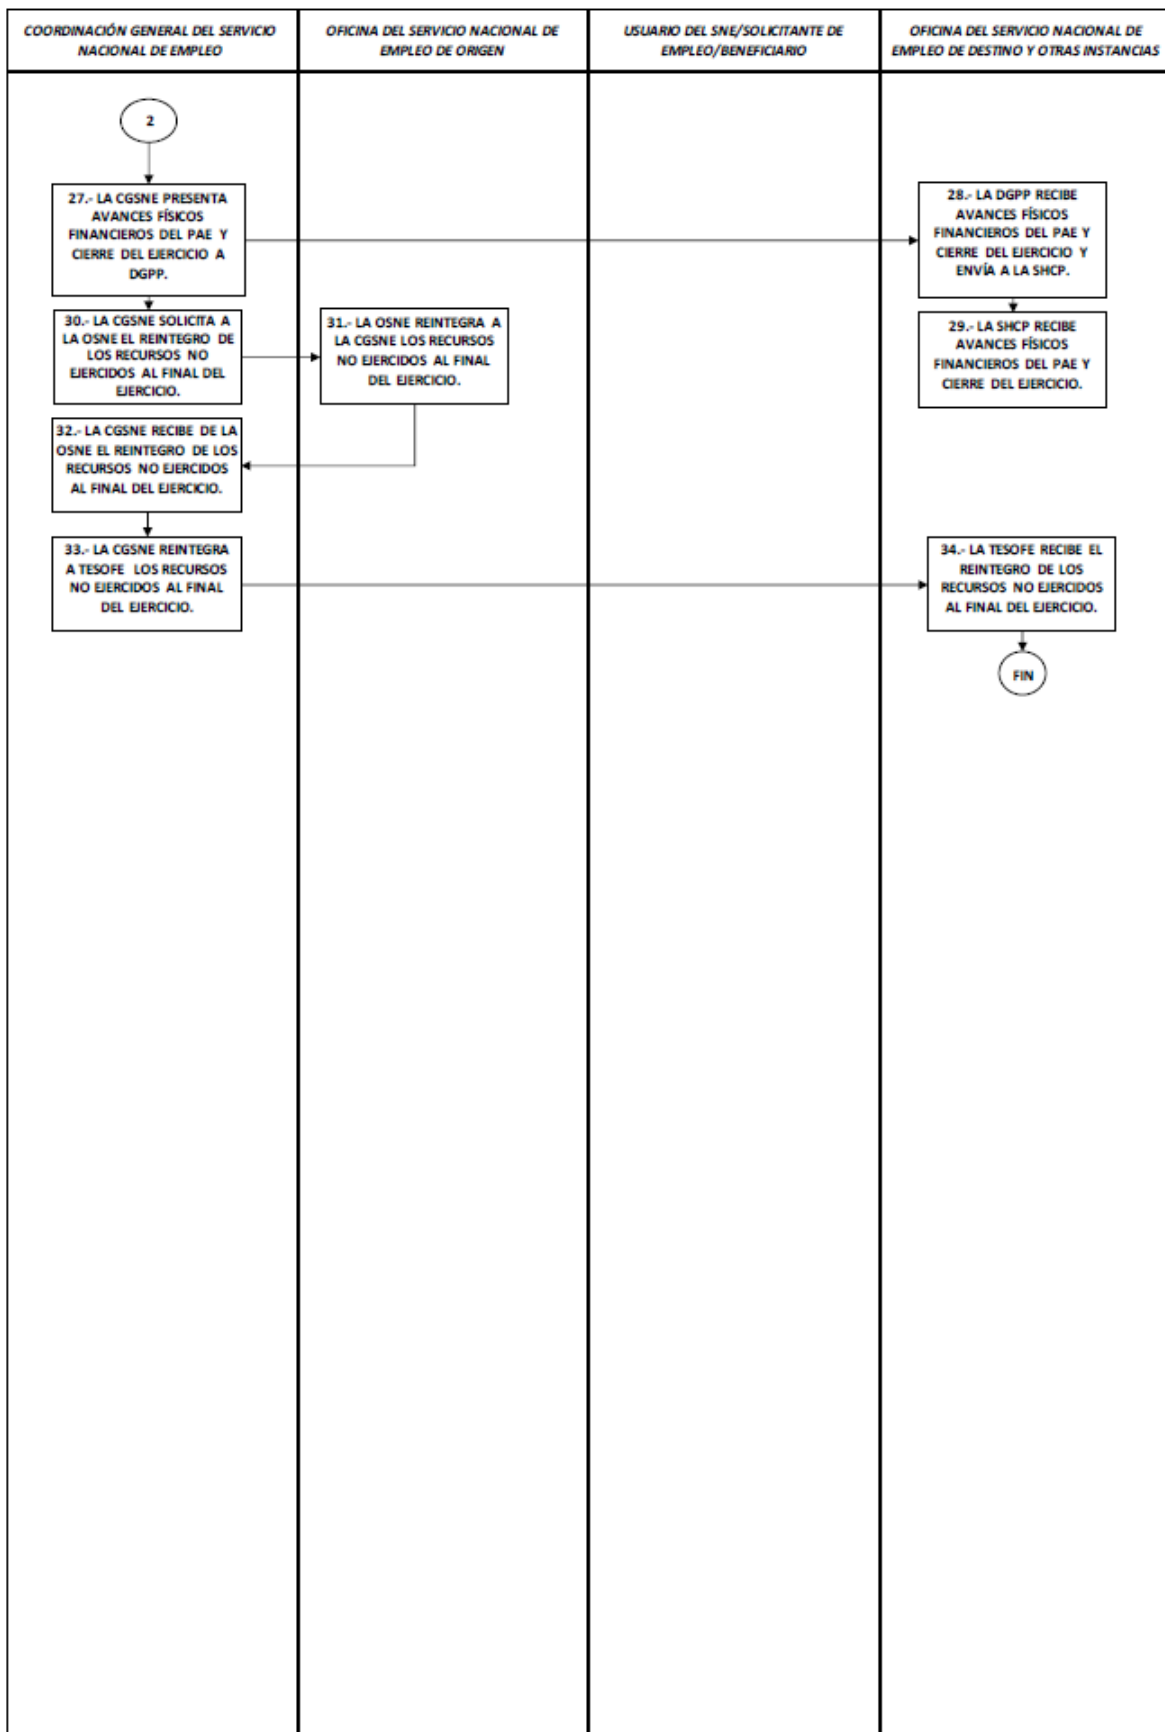 COORDINACIÓN GENERAL DEL SERVICIO
NACIONAL DE EMPLEO
OFICINA DEL SERVICIO NACIONAL DE
EMPLEO DE ORIGEN
USUARIO DEL SNE/SOLICITANTE DE
EMPLEO/BENEFICIARIO
OFICINA DEL SERVICIO NACIONAL DE
EMPLEO DE DESTINO Y OTRAS INSTANCIAS
2
27.- LA CGSNE PRESENTA
AVANCES FÍSICOS
FINANCIEROS DEL PAE Y
CIERRE DEL EJERCICIO A
DGPP.
28.- LA DGPP RECIBE
AVANCES FÍSICOS
FINANCIEROS DEL PAE Y
CIERRE DEL EJERCICIO Y
ENVÍA A LA SHCP.
29.- LA SHCP RECIBE
AVANCES FÍSICOS
FINANCIEROS DEL PAE Y
CIERRE DEL EJERCICIO.
30.- LA CGSNE SOLICITA A
LA OSNE EL REINTEGRO DE
LOS RECURSOS NO
EJERCIDOS AL FINAL DEL
EJERCICIO.
31.- LA OSNE REINTEGRA A
LA CGSNE LOS RECURSOS
NO EJERCIDOS AL FINAL
DEL EJERCICIO.
32.- LA CGSNE RECIBE DE LA
OSNE EL REINTEGRO DE LOS
RECURSOS NO EJERCIDOS
AL FINAL DEL EJERCICIO.
33.- LA CGSNE REINTEGRA
A TESOFE LOS RECURSOS
NO EJERCIDOS AL FINAL
DEL EJERCICIO.
34.- LA TESOFE RECIBE EL
REINTEGRO DE LOS
RECURSOS NO EJERCIDOS
AL FINAL DEL EJERCICIO.
FIN